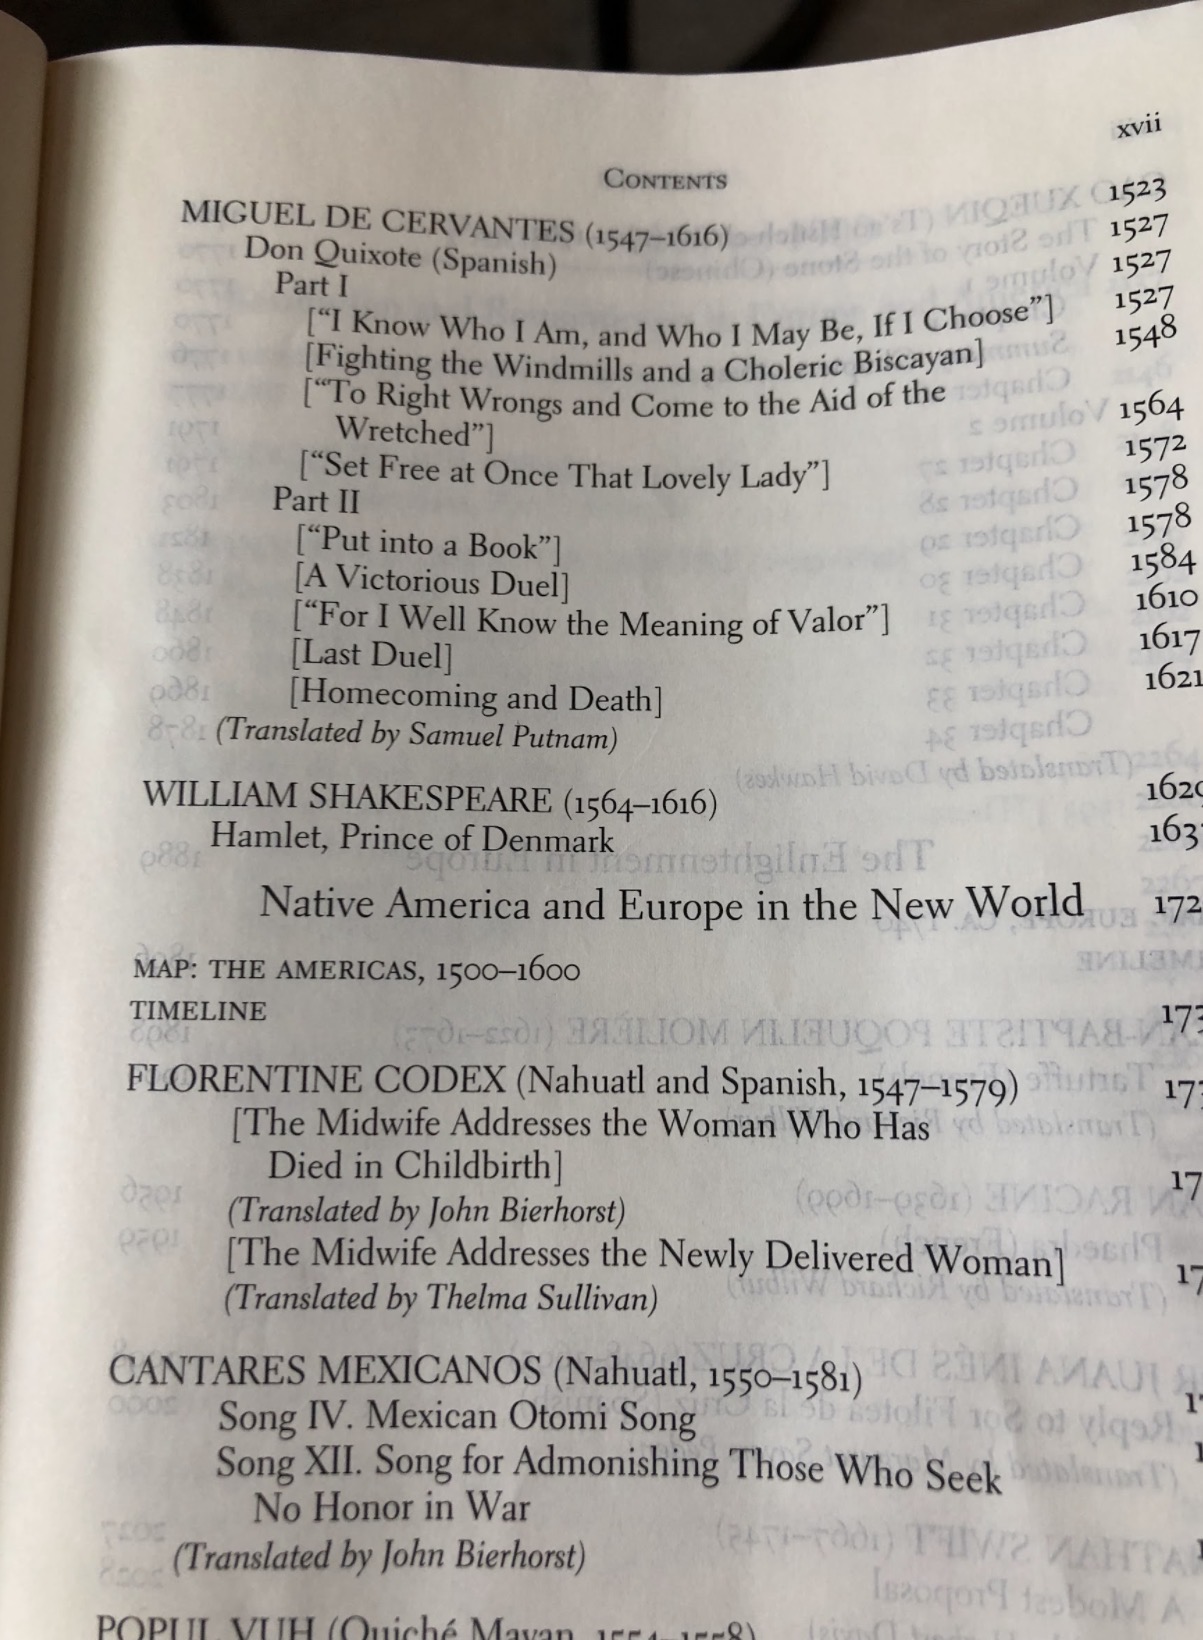 xvii
CONTENTS
MIGUEL DE CERVANTES (1547–1616) 1523
Don Quixote (Spanish) 1527
Part I 1527
[“I Know Who I Am, and Who I May Be, If I Choose”] 1527
[Fighting the Windmills and a Choleric Biscayan] 1548
[“To Right Wrongs and Come to the Aid of the
Wretched”] 1564
[“Set Free at Once That Lovely Lady”] 1572
Part II 1578
[“Put into a Book”] 1578
[A Victorious Duel] 1584
[“For I Well Know the Meaning of Valor”] 1610
[Last Duel] 1617
[Homecoming and Death] 1621
(Translated by Samuel Putnam)
WILLIAM SHAKESPEARE (1564–1616)
Hamlet, Prince of Denmark
Native America and Europe in the New World
MAP: THE AMERICAS, 1500–1600
TIMELINE
FLORENTINE CODEX (Nahuatl and Spanish, 1547–1579)
[The Midwife Addresses the Woman Who Has
Died in Childbirth]
(Translated by John Bierhorst)
[The Midwife Addresses the Newly Delivered Woman]
(Translated by Thelma Sullivan)
CANTARES MEXICANOS (Nahuatl, 1550–1581)
Song IV. Mexican Otomi Song
Song XII. Song for Admonishing Those Who Seek
No Honor in War
(Translated by John Bierhorst)
POPUL VUH (Quiché Mayan, 1554–1558)